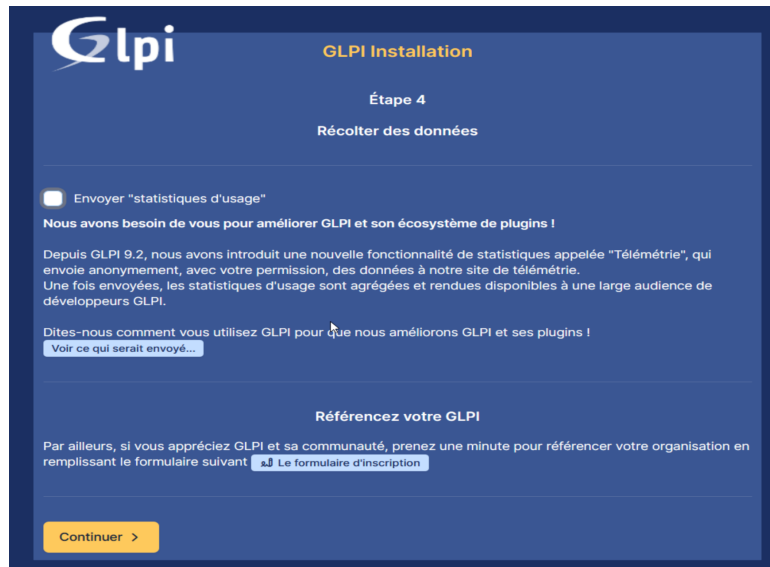 Glpi
GLPI Installation
Étape 4
Récolter des données
Envoyer "statistiques d'usage"
Nous avons besoin de vous pour améliorer GLPI et son écosystème de plugins !
Depuis GLPI 9.2, nous avons introduit une nouvelle fonctionnalité de statistiques appelée "Télémétrie", qui
envoie anonymement, avec votre permission, des données à notre site de télémétrie.
Une fois envoyées, les statistiques d'usage sont agrégées et rendues disponibles à une large audience de
développeurs GLPI.
Dites-nous comment vous utilisez GLPI pour que nous améliorons GLPI et ses plugins !
Voir ce qui serait envoyé...
Référencez votre GLPI
Par ailleurs, si vous appréciez GLPI et sa communauté, prenez une minute pour référencer votre organisation en
remplissant le formulaire suivant Le formulaire d'inscription
Continuer >